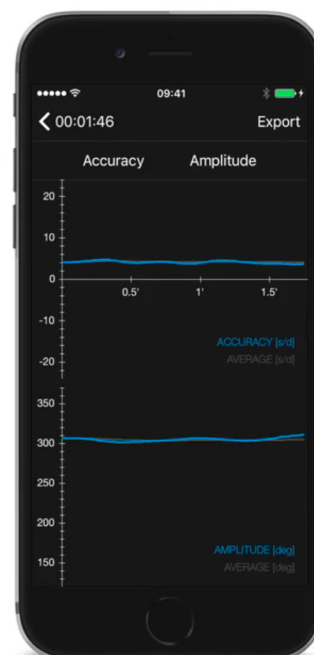 09:41
00:01:46 Export
Accuracy Amplitude
20
10
0
0.5' 1' 1.5'
-10
ACCURACY [s/d]
AVERAGE [s/d]
-20
350
300
250
200
AMPLITUDE [deg]
150
AVERAGE [deg]